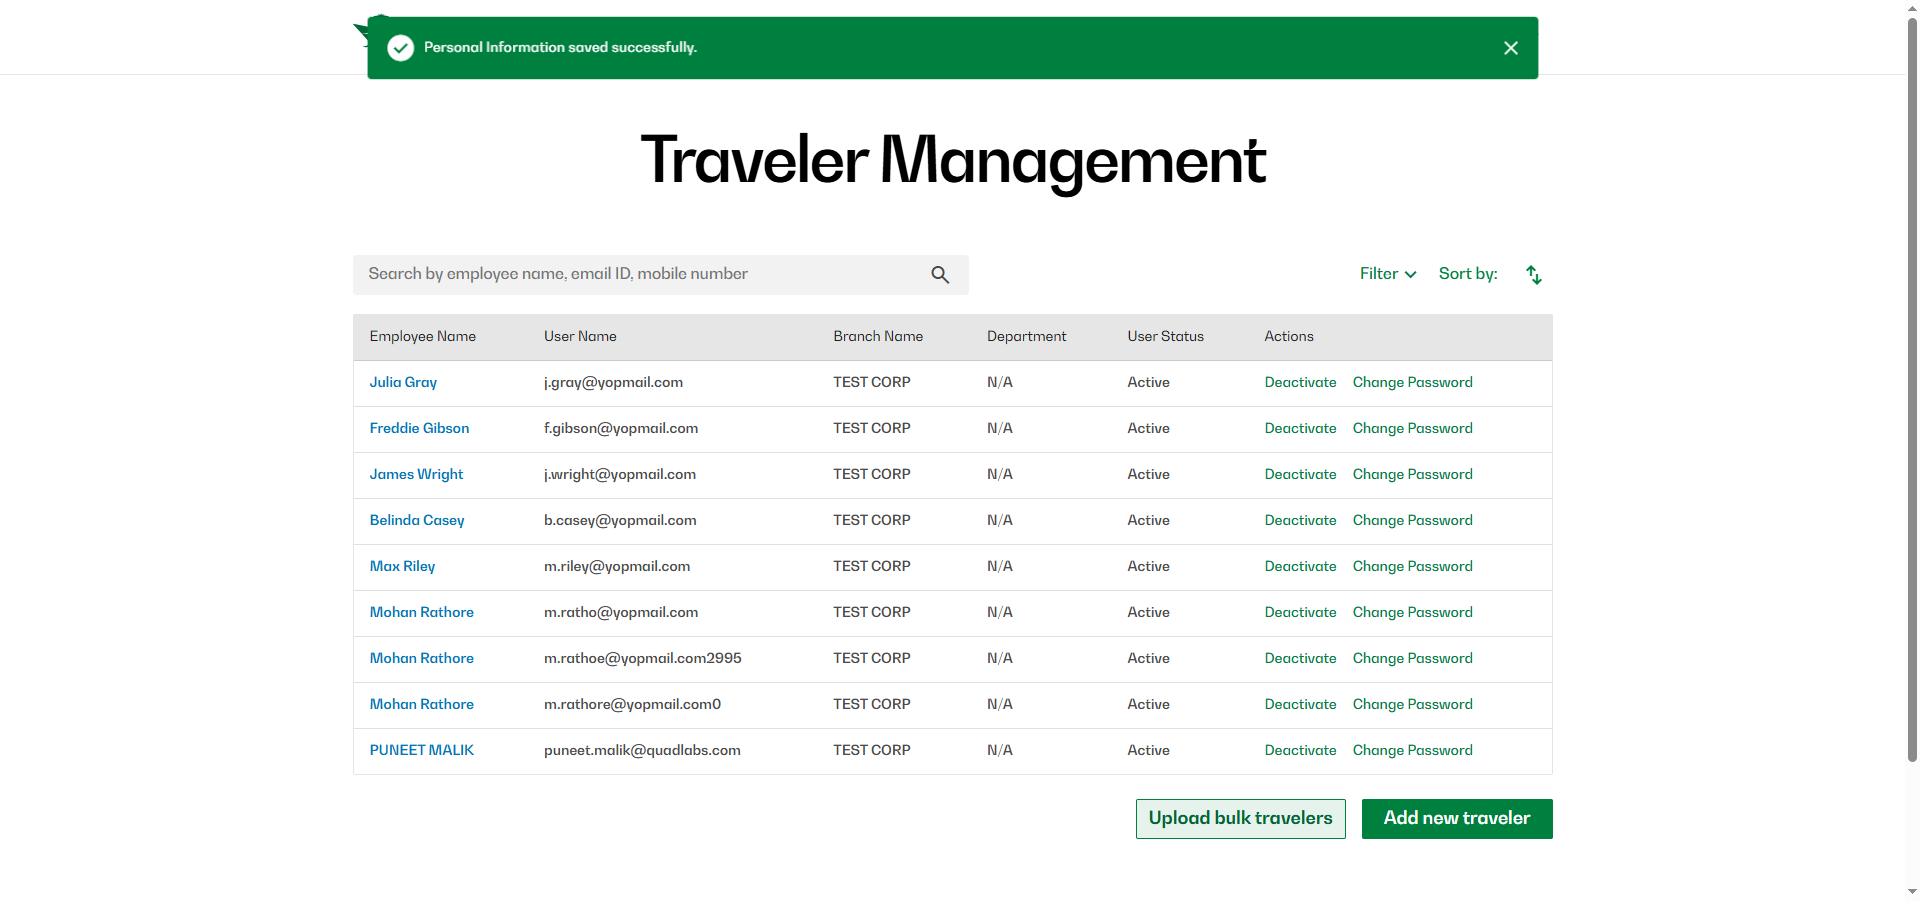 Personal Information saved successfully.
Traveler Management
Search by employee name, email ID, mobile number
Filter Sort by:
Employee Name User Name Branch Name Department User Status Actions
Julia Gray j.gray@yopmail.com TEST CORP N/A Active Deactivate Change Password
Freddie Gibson f.gibson@yopmail.com TEST CORP N/A Active Deactivate Change Password
James Wright j.wright@yopmail.com TEST CORP N/A Active Deactivate Change Password
Belinda Casey b.casey@yopmail.com TEST CORP N/A Active Deactivate Change Password
Max Riley m.riley@yopmail.com TEST CORP N/A Active Deactivate Change Password
Mohan Rathore m.ratho@yopmail.com TEST CORP N/A Active Deactivate Change Password
Mohan Rathore m.rathoe@yopmail.com2995 TEST CORP N/A Active Deactivate Change Password
Mohan Rathore m.rathore@yopmail.com0 TEST CORP N/A Active Deactivate Change Password
PUNEET MALIK puneet.malik@quadlabs.com TEST CORP N/A Active Deactivate Change Password
Upload bulk travelers Add new traveler